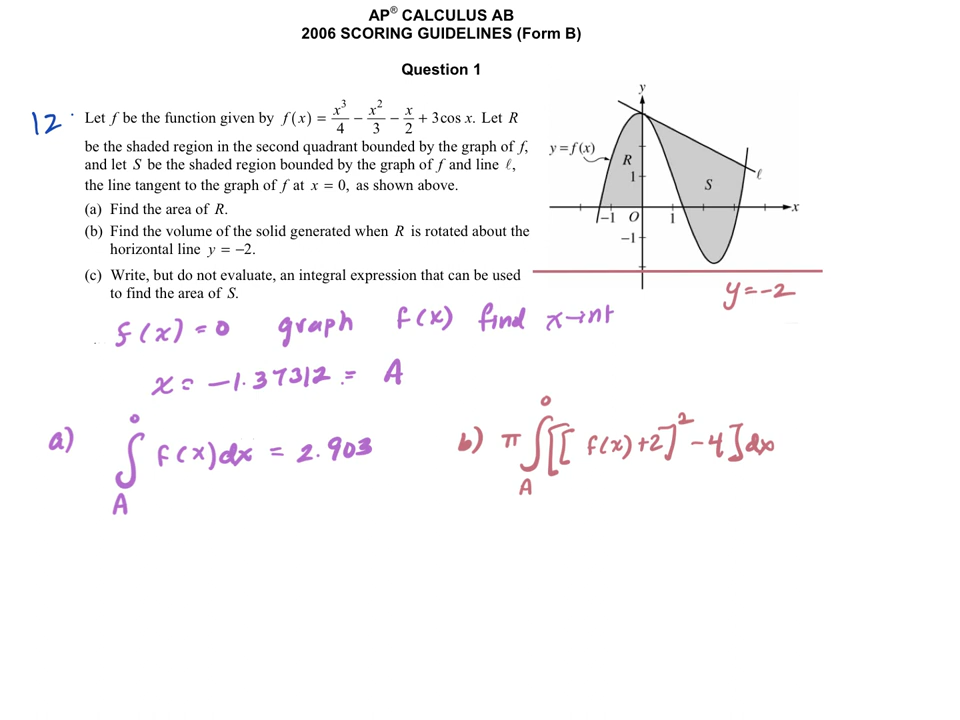 AP® CALCULUS AB
2006 SCORING GUIDELINES (Form B)
Question 1
12.
Let f be the function given by f(x) = x³/4 − x²/3 − x/2 + 3cos x. Let R
be the shaded region in the second quadrant bounded by the graph of f,
and let S be the shaded region bounded by the graph of f and line ℓ,
the line tangent to the graph of f at x = 0, as shown above.
(a) Find the area of R.
(b) Find the volume of the solid generated when R is rotated about the
horizontal line y = −2.
(c) Write, but do not evaluate, an integral expression that can be used
to find the area of S.
y
y = f(x)
R
1
S
ℓ
−1 O 1 x
−1
y=-2
f(x) = 0 graph f(x) find x-int
x = -1.37312 = A
a) ∫_A^0 f(x)dx = 2.903
b) π ∫_A^0 [[f(x)+2]² -4]dx